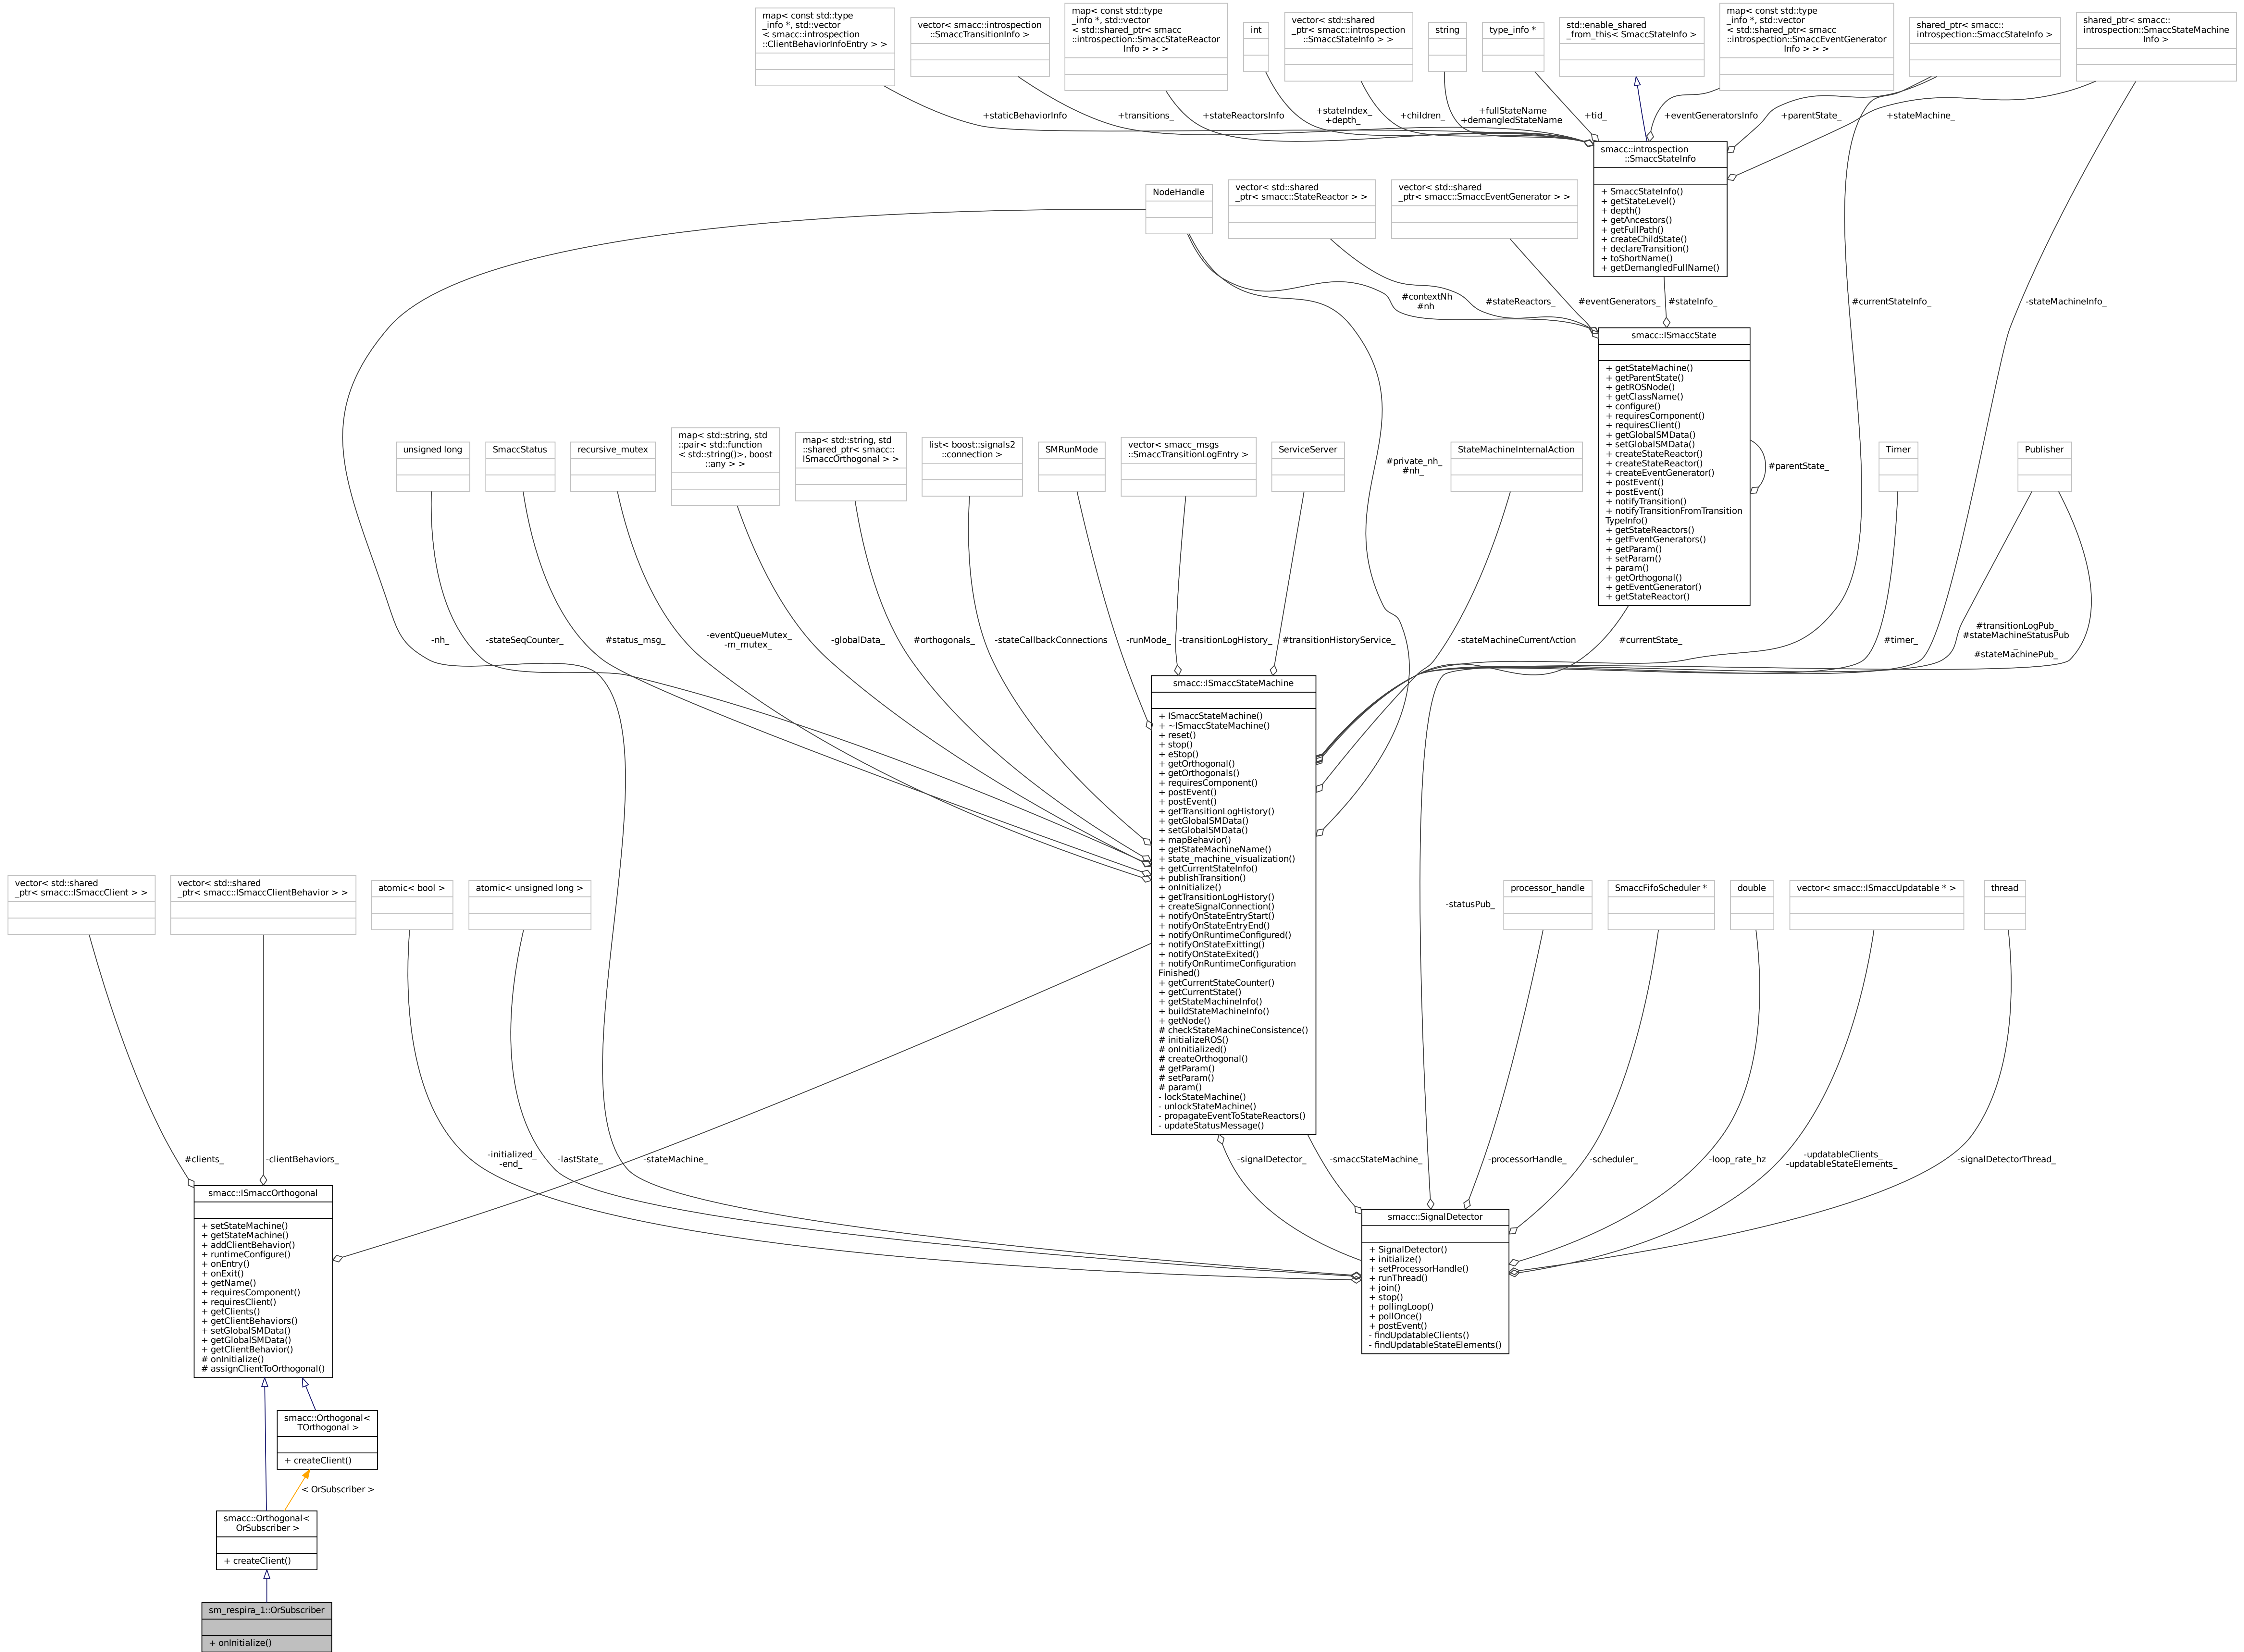 map< const std::type
_info *, std::vector
< smacc::introspection
::ClientBehaviorInfoEntry > >
vector< smacc::introspection
::SmaccTransitionInfo >
map< const std::type
_info *, std::vector
< std::shared_ptr< smacc
::introspection::SmaccStateReactor
Info > > >
int
vector< std::shared
_ptr< smacc::introspection
::SmaccStateInfo > >
string
type_info *
std::enable_shared
_from_this< SmaccStateInfo >
map< const std::type
_info *, std::vector
< std::shared_ptr< smacc
::introspection::SmaccEventGenerator
Info > > >
shared_ptr< smacc::
introspection::SmaccStateInfo >
shared_ptr< smacc::
introspection::SmaccStateMachine
Info >
+staticBehaviorInfo
+transitions_
+stateReactorsInfo
+stateIndex_
+depth_
+children_
+fullStateName
+demangledStateName
+tid_
+eventGeneratorsInfo
+parentState_
+stateMachine_
smacc::introspection
::SmaccStateInfo
+ SmaccStateInfo()
+ getStateLevel()
+ depth()
+ getAncestors()
+ getFullPath()
+ createChildState()
+ declareTransition()
+ toShortName()
+ getDemangledFullName()
NodeHandle
vector< std::shared
_ptr< smacc::StateReactor > >
vector< std::shared
_ptr< smacc::SmaccEventGenerator > >
#contextNh
#nh
#stateReactors_
#eventGenerators_
#stateInfo_
#currentStateInfo_
-stateMachineInfo_
smacc::ISmaccState
+ getStateMachine()
+ getParentState()
+ getROSNode()
+ getClassName()
+ configure()
+ requiresComponent()
+ requiresClient()
+ getGlobalSMData()
+ setGlobalSMData()
+ createStateReactor()
+ createStateReactor()
+ createEventGenerator()
+ postEvent()
+ postEvent()
+ notifyTransition()
+ notifyTransitionFromTransition
TypeInfo()
+ getStateReactors()
+ getEventGenerators()
+ getParam()
+ setParam()
+ param()
+ getOrthogonal()
+ getEventGenerator()
+ getStateReactor()
#parentState_
unsigned long
SmaccStatus
recursive_mutex
map< std::string, std
::pair< std::function
< std::string()>, boost
::any > >
map< std::string, std
::shared_ptr< smacc::
ISmaccOrthogonal > >
list< boost::signals2
::connection >
SMRunMode
vector< smacc_msgs
::SmaccTransitionLogEntry >
ServiceServer
#private_nh_
#nh_
StateMachineInternalAction
Timer
Publisher
-nh_
-stateSeqCounter_
#status_msg_
-eventQueueMutex_
-m_mutex_
-globalData_
#orthogonals_
-stateCallbackConnections
-runMode_
-transitionLogHistory_
#transitionHistoryService_
-stateMachineCurrentAction
#currentState_
#timer_
#transitionLogPub_
#stateMachineStatusPub
_
#stateMachinePub_
smacc::ISmaccStateMachine
+ ISmaccStateMachine()
+ ~ISmaccStateMachine()
+ reset()
+ stop()
+ eStop()
+ getOrthogonal()
+ getOrthogonals()
+ requiresComponent()
+ postEvent()
+ postEvent()
+ getTransitionLogHistory()
+ getGlobalSMData()
+ setGlobalSMData()
+ mapBehavior()
+ getStateMachineName()
+ state_machine_visualization()
+ getCurrentStateInfo()
+ publishTransition()
+ onInitialize()
+ getTransitionLogHistory()
+ createSignalConnection()
+ notifyOnStateEntryStart()
+ notifyOnStateEntryEnd()
+ notifyOnRuntimeConfigured()
+ notifyOnStateExitting()
+ notifyOnStateExited()
+ notifyOnRuntimeConfiguration
Finished()
+ getCurrentStateCounter()
+ getCurrentState()
+ getStateMachineInfo()
+ buildStateMachineInfo()
+ getNode()
# checkStateMachineConsistence()
# initializeROS()
# onInitialized()
# createOrthogonal()
# getParam()
# setParam()
# param()
- lockStateMachine()
- unlockStateMachine()
- propagateEventToStateReactors()
- updateStatusMessage()
vector< std::shared
_ptr< smacc::ISmaccClient > >
vector< std::shared
_ptr< smacc::ISmaccClientBehavior > >
atomic< bool >
atomic< unsigned long >
-statusPub_
processor_handle
SmaccFifoScheduler *
double
vector< smacc::ISmaccUpdatable * >
thread
#clients_
-clientBehaviors_
-initialized_
-end_
-lastState_
-stateMachine_
-signalDetector_
-smaccStateMachine_
-processorHandle_
-scheduler_
-loop_rate_hz
-updatableClients_
-updatableStateElements_
-signalDetectorThread_
smacc::ISmaccOrthogonal
+ setStateMachine()
+ getStateMachine()
+ addClientBehavior()
+ runtimeConfigure()
+ onEntry()
+ onExit()
+ getName()
+ requiresComponent()
+ requiresClient()
+ getClients()
+ getClientBehaviors()
+ setGlobalSMData()
+ getGlobalSMData()
+ getClientBehavior()
# onInitialize()
# assignClientToOrthogonal()
smacc::SignalDetector
+ SignalDetector()
+ initialize()
+ setProcessorHandle()
+ runThread()
+ join()
+ stop()
+ pollingLoop()
+ pollOnce()
+ postEvent()
- findUpdatableClients()
- findUpdatableStateElements()
smacc::Orthogonal<
TOrthogonal >
+ createClient()
< OrSubscriber >
smacc::Orthogonal<
OrSubscriber >
+ createClient()
sm_respira_1::OrSubscriber
+ onInitialize()